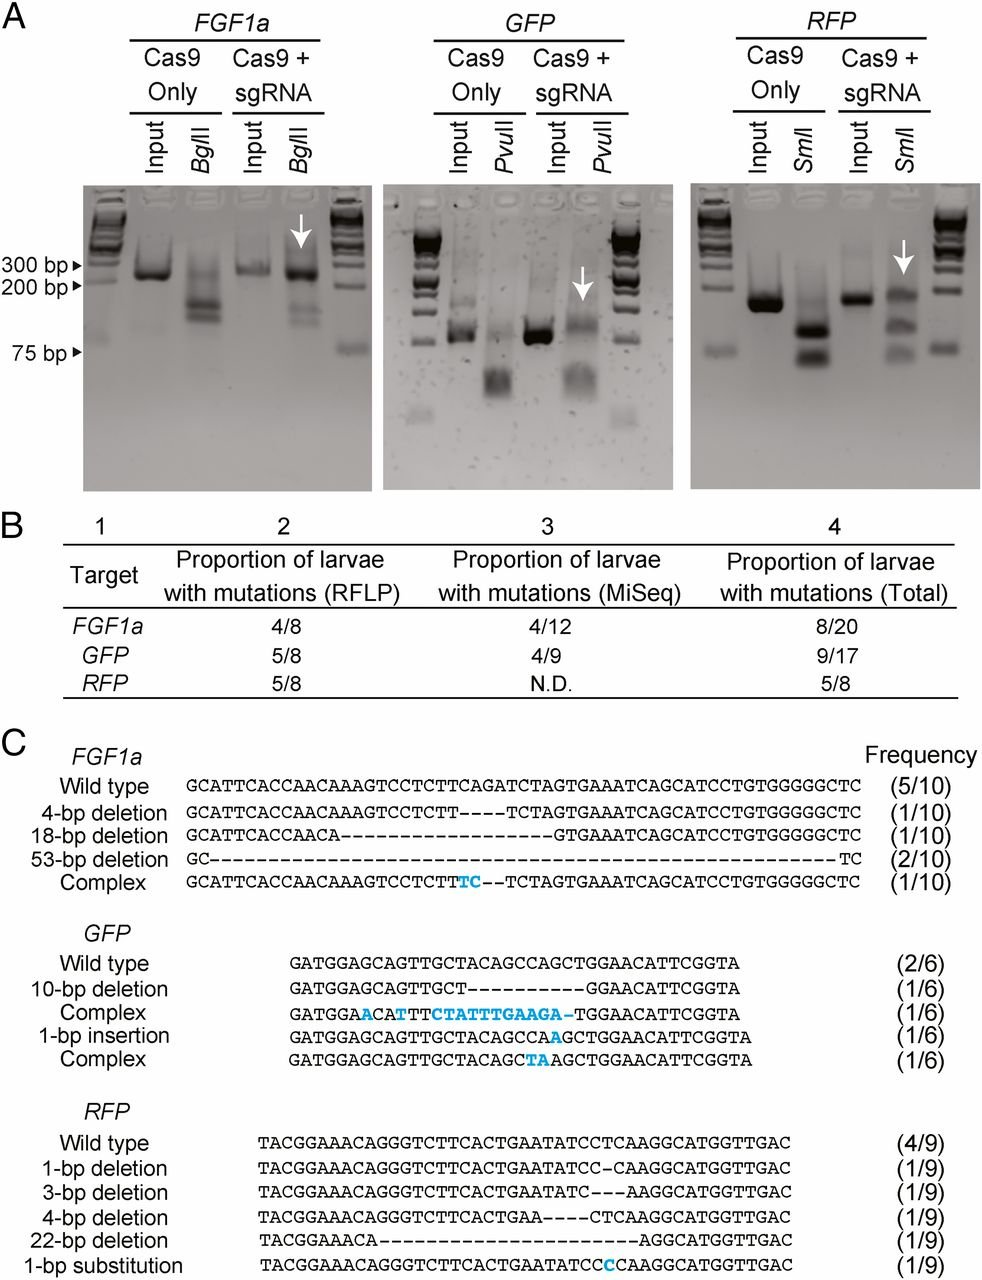 A
FGF1a
GFP
RFP
Cas9 Only
Cas9 + sgRNA
Cas9 Only
Cas9 + sgRNA
Cas9 Only
Cas9 + sgRNA
Input
BglII
Input
BglII
Input
PvuII
Input
PvuII
Input
SmlI
Input
SmlI
300 bp
200 bp
75 bp
B
1 2 3 4
Target
Proportion of larvae with mutations (RFLP)
Proportion of larvae with mutations (MiSeq)
Proportion of larvae with mutations (Total)
FGF1a 4/8 4/12 8/20
GFP 5/8 4/9 9/17
RFP 5/8 N.D. 5/8
C
FGF1a Frequency
Wild type GCATTCACCAACAAAGTCCTCTTCAGATCTAGTGAAATCAGCATCCTGTGGGGGCTC (5/10)
4-bp deletion GCATTCACCAACAAAGTCCTCTT----TCTAGTGAAATCAGCATCCTGTGGGGGCTC (1/10)
18-bp deletion GCATTCACCAACA------------------GTGAAATCAGCATCCTGTGGGGGCTC (1/10)
53-bp deletion GC-----------------------------------------------------TC (2/10)
Complex GCATTCACCAACAAAGTCCTCTTTC--TCTAGTGAAATCAGCATCCTGTGGGGGCTC (1/10)
GFP
Wild type GATGGAGCAGTTGCTACAGCCAGCTGGAACATTCGGTA (2/6)
10-bp deletion GATGGAGCAGTTGCT----------GGAACATTCGGTA (1/6)
Complex GATGGAACATTTCTATTTGAAGA-TGGAACATTCGGTA (1/6)
1-bp insertion GATGGAGCAGTTGCTACAGCCAAGCTGGAACATTCGGTA (1/6)
Complex GATGGAGCAGTTGCTACAGCTAAGCTGGAACATTCGGTA (1/6)
RFP
Wild type TACGGAAACAGGGTCTTCACTGAATATCCTCAAGGCATGGTTGAC (4/9)
1-bp deletion TACGGAAACAGGGTCTTCACTGAATATCC-CAAGGCATGGTTGAC (1/9)
3-bp deletion TACGGAAACAGGGTCTTCACTGAATATC---AAGGCATGGTTGAC (1/9)
4-bp deletion TACGGAAACAGGGTCTTCACTGAA----CTCAAGGCATGGTTGAC (1/9)
22-bp deletion TACGGAAACA----------------------AGGCATGGTTGAC (1/9)
1-bp substitution TACGGAAACAGGGTCTTCACTGAATATCCCCAAGGCATGGTTGAC (1/9)